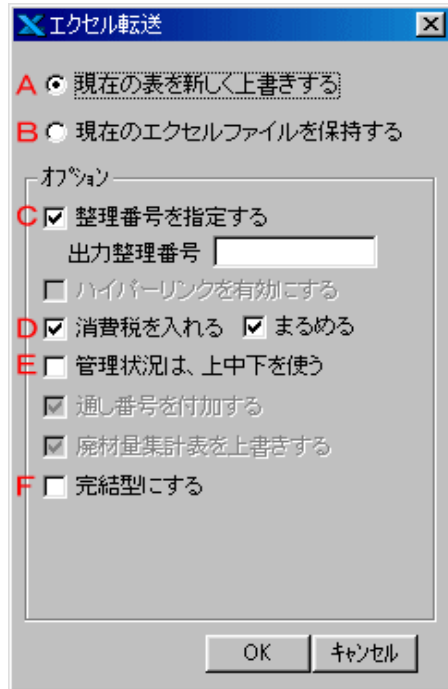 エクセル転送
A 現在の表を新しく上書きする
B 現在のエクセルファイルを保持する
オプション
C 整理番号を指定する
出力整理番号
ハイパーリンクを有効にする
D 消費税を入れる まるめる
E 管理状況は、上中下を使う
通し番号を付加する
廃材量集計表を上書きする
F 完結型にする
OK キャンセル